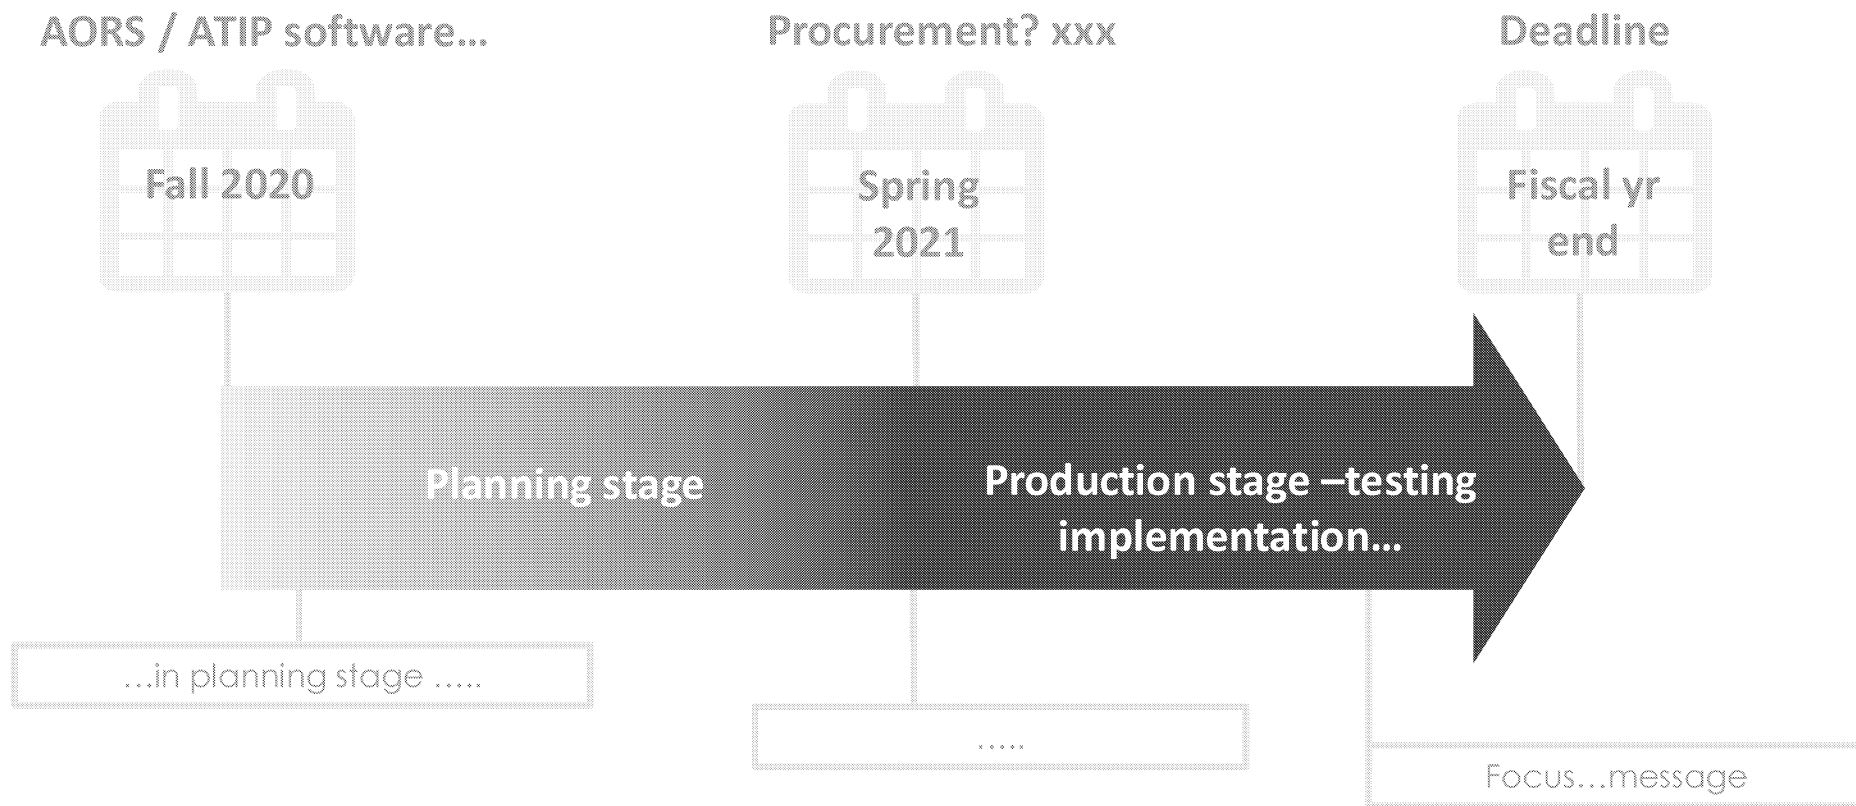 AORS / ATIP software…
Procurement? xxx
Deadline
Fall 2020
Spring
2021
Fiscal yr
end
Planning stage
Production stage –testing
implementation…
…in planning stage …..
…..
Focus…message